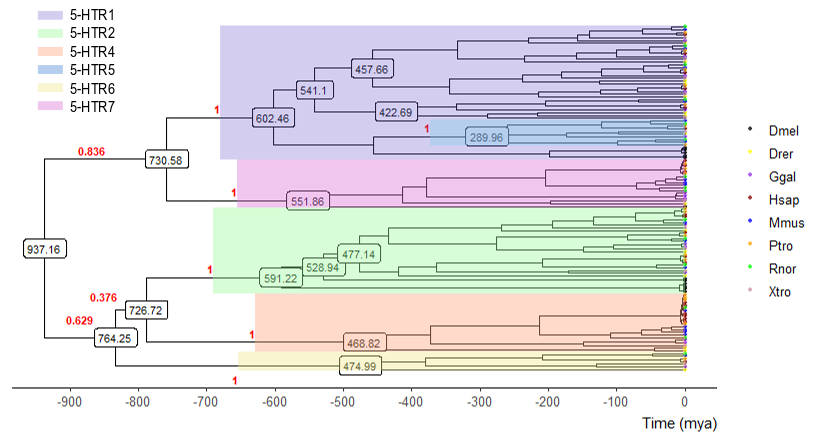 5-HTR1
5-HTR2
5-HTR4
5-HTR5
5-HTR6
5-HTR7
457.66
541.1
422.69
1
602.46
1
289.96
0.836
730.58
1
551.86
937.16
477.14
528.94
1
591.22
0.376
726.72
0.629
764.25
1
468.82
474.99
1
Dmel
Drer
Ggal
Hsap
Mmus
Ptro
Rnor
Xtro
-900 -800 -700 -600 -500 -400 -300 -200 -100 0
Time (mya)